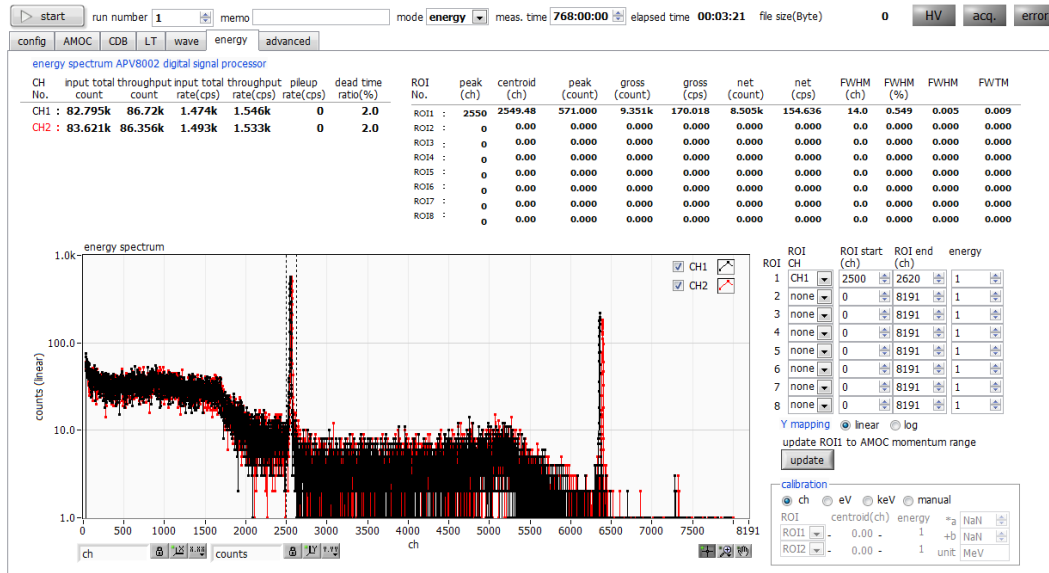 start run number 1 memo mode energy meas. time 768:00:00 elapsed time 00:03:21 file size(Byte) 0 HV acq. error
config AMOC CDB LT wave energy advanced
energy spectrum APV8002 digital signal processor
CH No. input total count throughput count input total rate(cps) throughput rate(cps) pileup rate(cps) dead time ratio(%)
CH1 : 82.795k 86.72k 1.474k 1.546k 0 2.0
CH2 : 83.621k 86.356k 1.493k 1.533k 0 2.0
ROI No. peak (ch) centroid (ch) peak (count) gross (count) gross (cps) net (count) net (cps) FWHM (ch) FWHM (%) FWHM FWTM
ROI1 : 2550 2549.48 571.000 9.351k 170.018 8.505k 154.636 14.0 0.549 0.005 0.009
ROI2 : 0 0.00 0.000 0.000 0.000 0.000 0.000 0.0 0.000 0.000 0.000
ROI3 : 0 0.00 0.000 0.000 0.000 0.000 0.000 0.0 0.000 0.000 0.000
ROI4 : 0 0.00 0.000 0.000 0.000 0.000 0.000 0.0 0.000 0.000 0.000
ROI5 : 0 0.00 0.000 0.000 0.000 0.000 0.000 0.0 0.000 0.000 0.000
ROI6 : 0 0.00 0.000 0.000 0.000 0.000 0.000 0.0 0.000 0.000 0.000
ROI7 : 0 0.00 0.000 0.000 0.000 0.000 0.000 0.0 0.000 0.000 0.000
ROI8 : 0 0.00 0.000 0.000 0.000 0.000 0.000 0.0 0.000 0.000 0.000
energy spectrum
1.0k
100.0
10.0
1.0
counts (linear)
CH1
CH2
0 500 1000 1500 2000 2500 3000 3500 4000 4500 5000 5500 6000 6500 7000 7500 8191
ch
ch counts
ROI ROI CH ROI start (ch) ROI end (ch) energy
1 CH1 2500 2620 1
2 none 0 8191 1
3 none 0 8191 1
4 none 0 8191 1
5 none 0 8191 1
6 none 0 8191 1
7 none 0 8191 1
8 none 0 8191 1
Y mapping linear log
update ROI1 to AMOC momentum range
update
calibration
ch eV keV manual
ROI centroid(ch) energy *a NaN
ROI1 - 0.00 - 1 +b NaN
ROI2 - 0.00 - 1 unit MeV